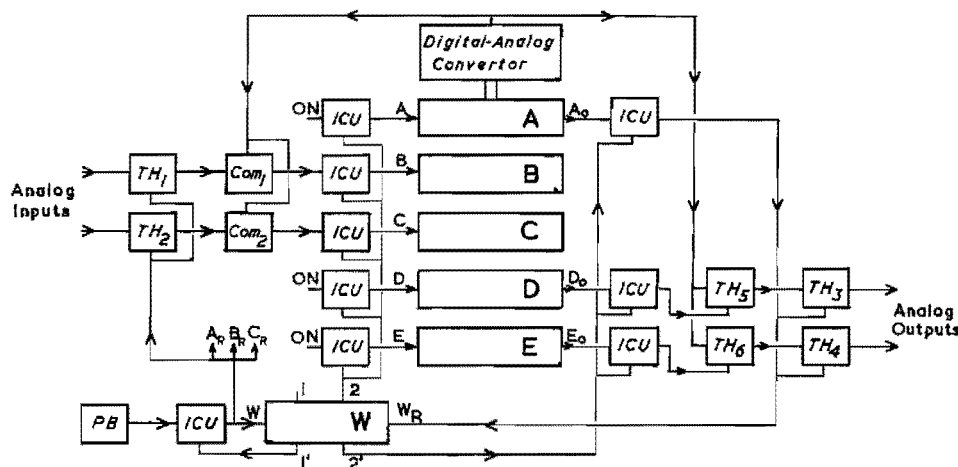 Digital-Analog
Convertor
ON ICU A A Ao ICU
Analog
Inputs
TH1 Com1 ICU B B
TH2 Com2 ICU C C
ON ICU D D Do ICU TH5 TH3
Analog
Outputs
ON ICU E E Eo ICU TH6 TH4
AR BR CR
1 2
PB ICU W W WR
1' 2'